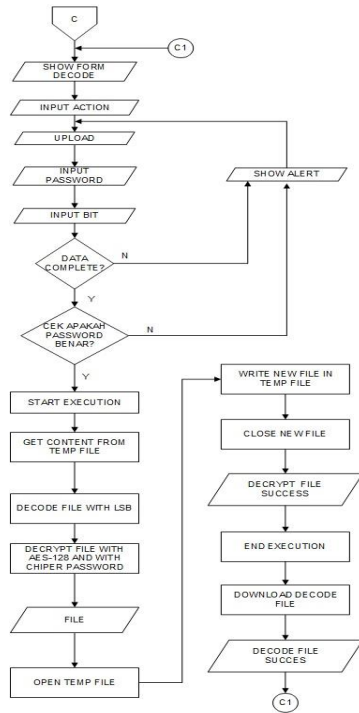 C
C1
SHOW FORM
DECODE
INPUT ACTION
UPLOAD
INPUT
PASSWORD
SHOW ALERT
INPUT BIT
DATA
COMPLETE?
N
Y
CEK APAKAH
PASSWORD
BENAR?
N
Y
START EXECUTION
GET CONTENT FROM
TEMP FILE
DECODE FILE WITH LSB
DECRYPT FILE WITH
AES-128 AND WITH
CHIPER PASSWORD
FILE
OPEN TEMP FILE
WRITE NEW FILE IN
TEMP FILE
CLOSE NEW FILE
DECRYPT FILE
SUCCESS
END EXECUTION
DOWNLOAD DECODE
FILE
DECODE FILE
SUCCES
C1